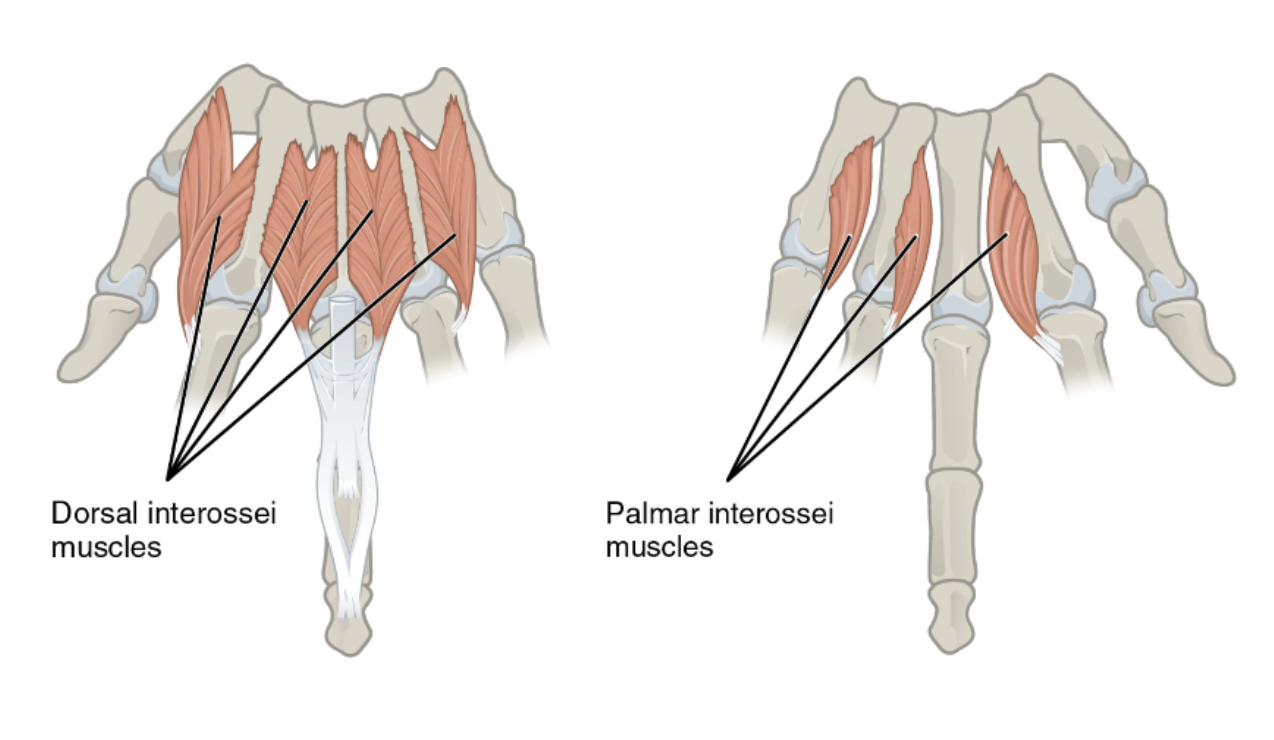 Dorsal interossei
muscles
Palmar interossei
muscles